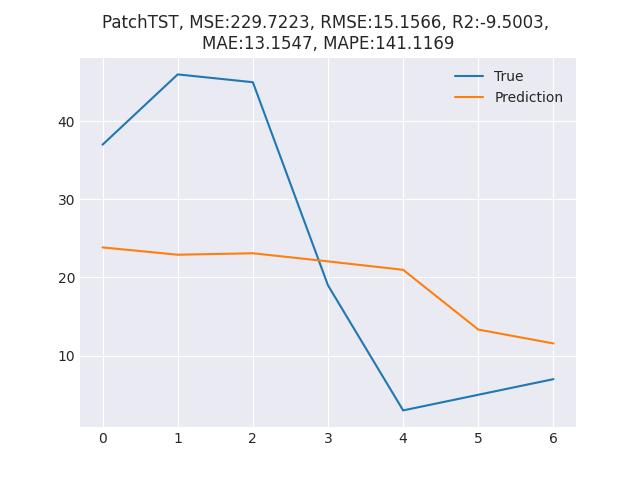 PatchTST, MSE:229.7223, RMSE:15.1566, R2:-9.5003,
MAE:13.1547, MAPE:141.1169
True
Prediction
40
30
20
10
0 1 2 3 4 5 6